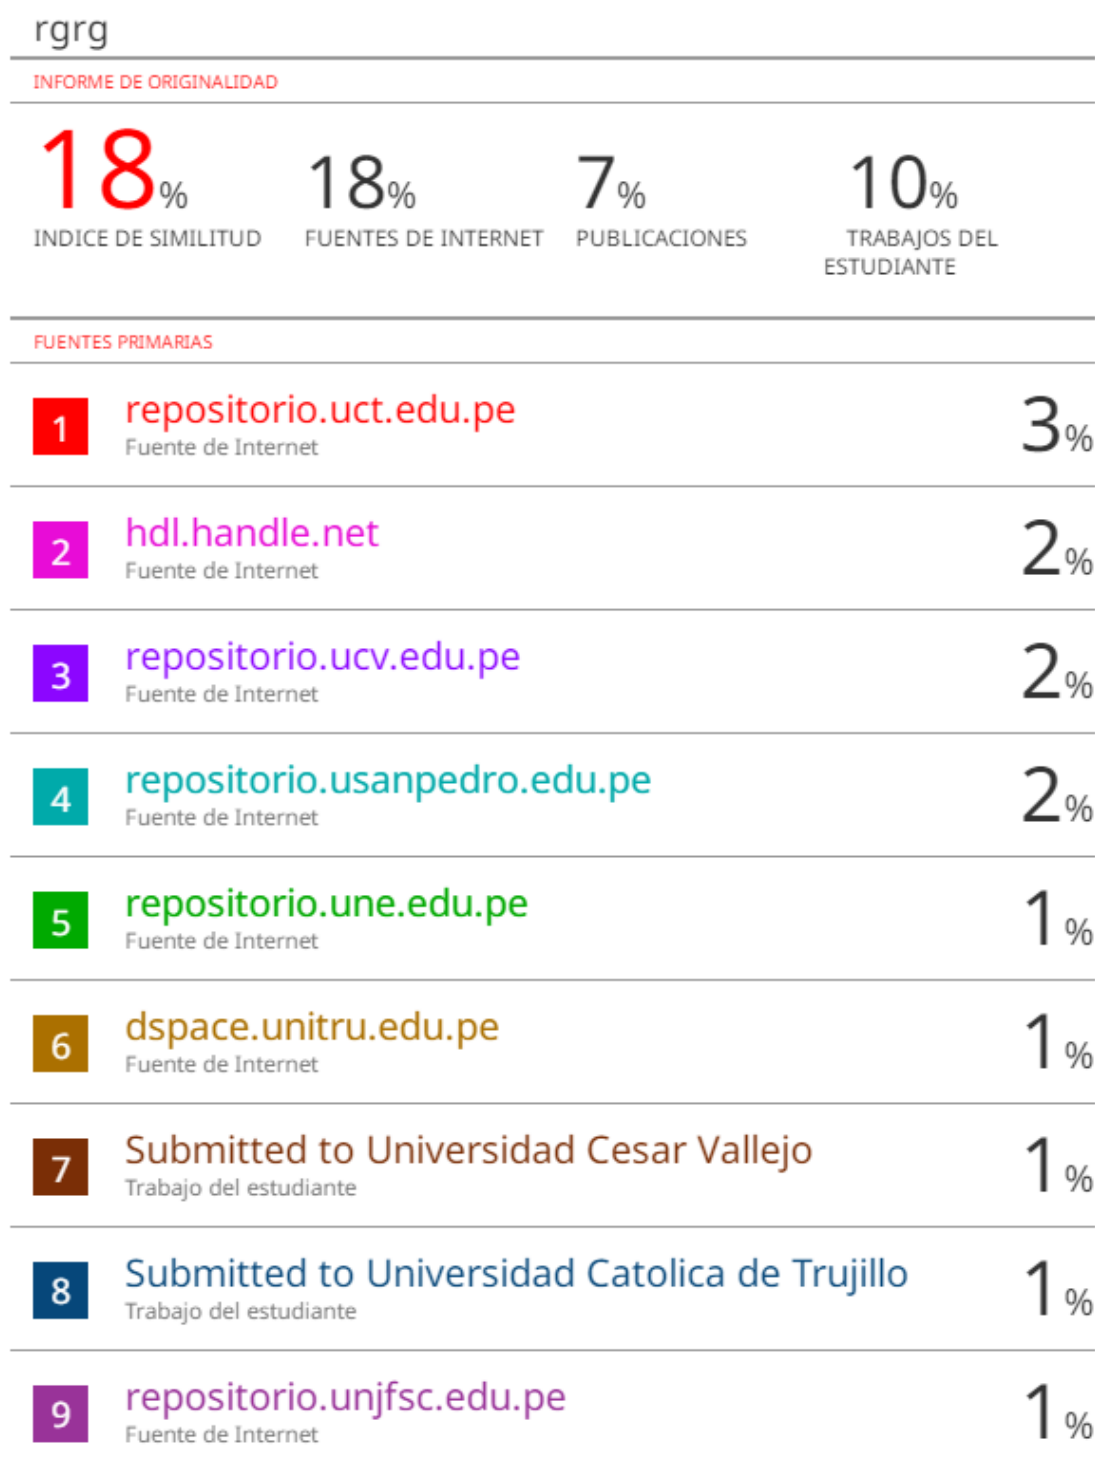 rgrg
INFORME DE ORIGINALIDAD
18% 18% 7% 10%
INDICE DE SIMILITUD FUENTES DE INTERNET PUBLICACIONES TRABAJOS DEL
ESTUDIANTE
FUENTES PRIMARIAS
1 repositorio.uct.edu.pe 3%
Fuente de Internet
2 hdl.handle.net 2%
Fuente de Internet
3 repositorio.ucv.edu.pe 2%
Fuente de Internet
4 repositorio.usanpedro.edu.pe 2%
Fuente de Internet
5 repositorio.une.edu.pe 1%
Fuente de Internet
6 dspace.unitru.edu.pe 1%
Fuente de Internet
7 Submitted to Universidad Cesar Vallejo 1%
Trabajo del estudiante
8 Submitted to Universidad Catolica de Trujillo 1%
Trabajo del estudiante
9 repositorio.unjfsc.edu.pe 1%
Fuente de Internet